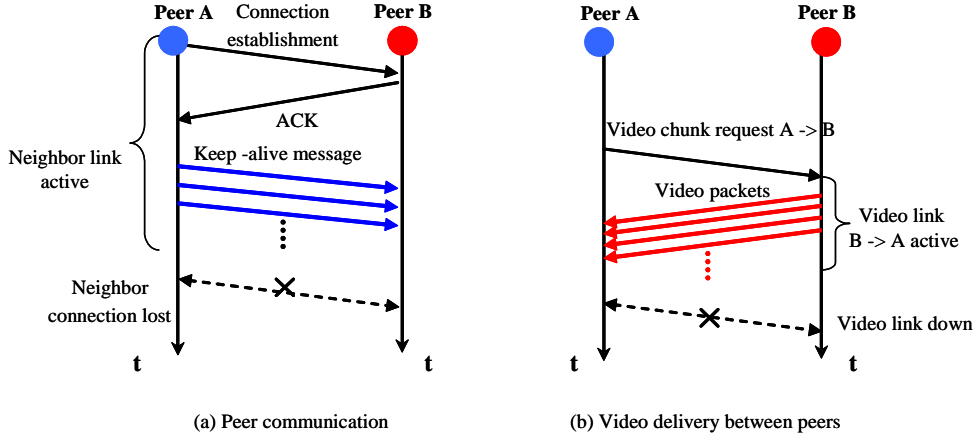 Peer A
Connection
establishment
Peer B
ACK
Keep -alive message
Neighbor link
active
Neighbor
connection lost
t
t
(a) Peer communication
Peer A
Peer B
Video chunk request A -> B
Video packets
Video link
B -> A active
Video link down
t
t
(b) Video delivery between peers